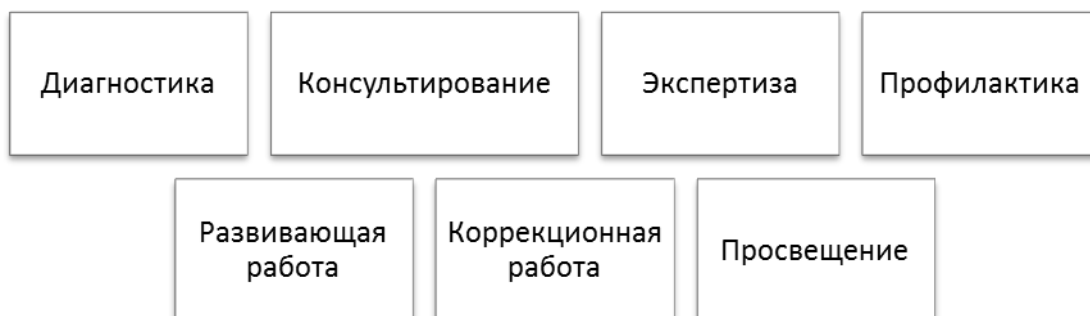 Диагностика
Консультирование
Экспертиза
Профилактика
Развивающая
работа
Коррекционная
работа
Просвещение